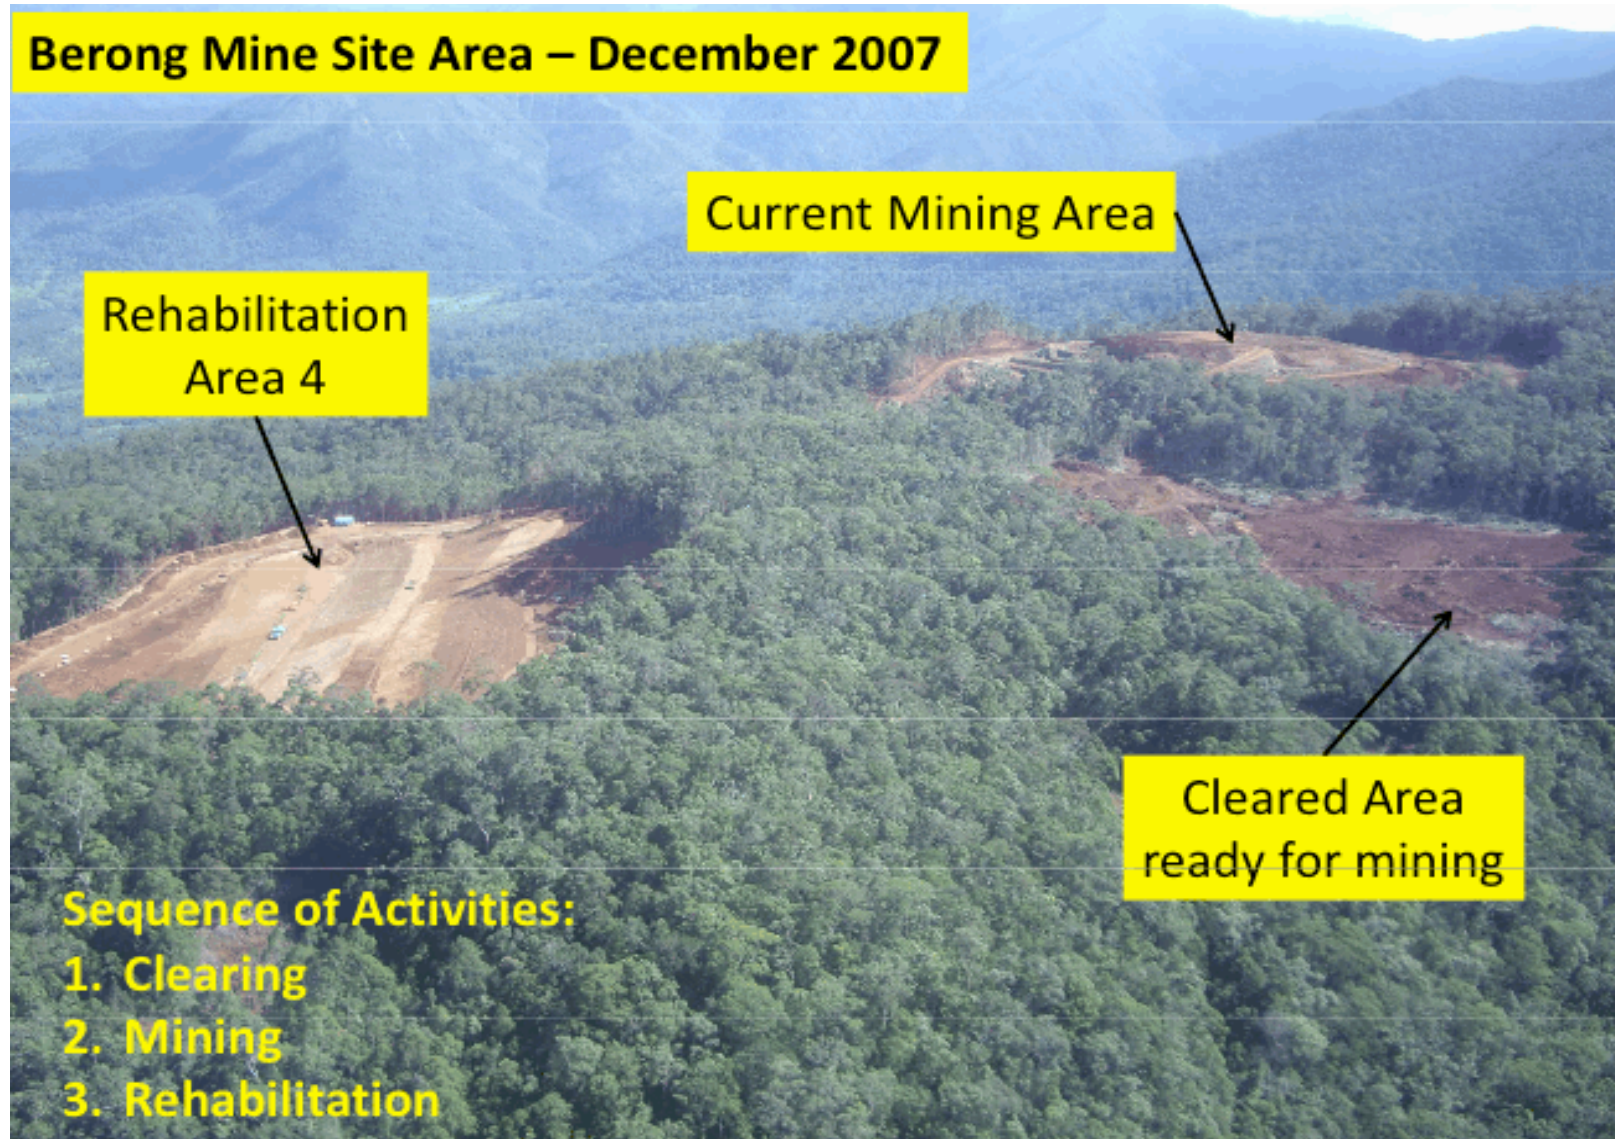 Berong Mine Site Area – December 2007
Current Mining Area
Rehabilitation
Area 4
Cleared Area
ready for mining
Sequence of Activities:
1. Clearing
2. Mining
3. Rehabilitation